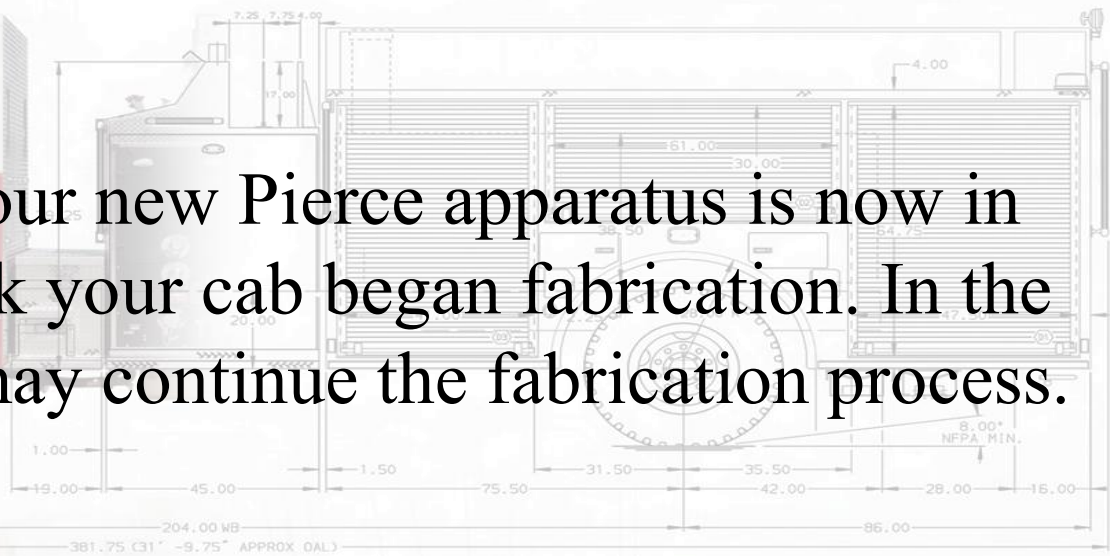 7.25 7.75 4.00
4.00
17.00
61.00
30.00
our new Pierce apparatus is now in
38.50
64.75
k your cab began fabrication. In the
20.00
47.50
may continue the fabrication process.
8.00°
NFPA MIN.
1.00
1.50
31.50
35.50
19.00
45.00
75.50
42.00
28.00
16.00
204.00 WB
86.00
381.75 (31' -9.75" APPROX OAL)